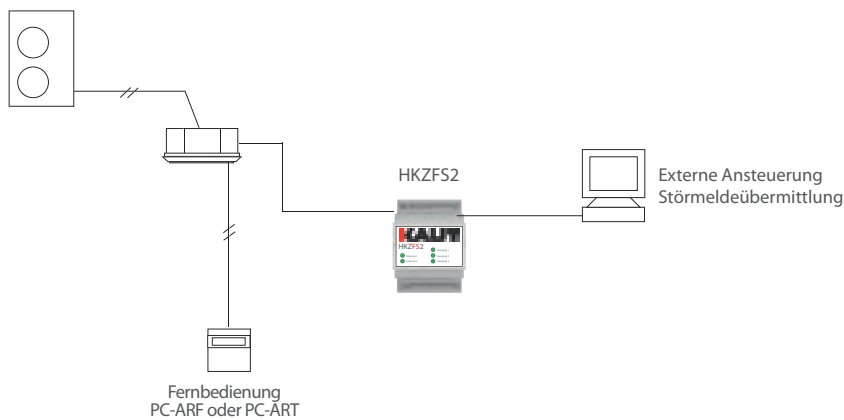 HKZFS2
Externe Ansteuerung
Störmeldeübermittlung
KAUT
HKZFS2
Fernbedienung
PC-ARF oder PC-ART